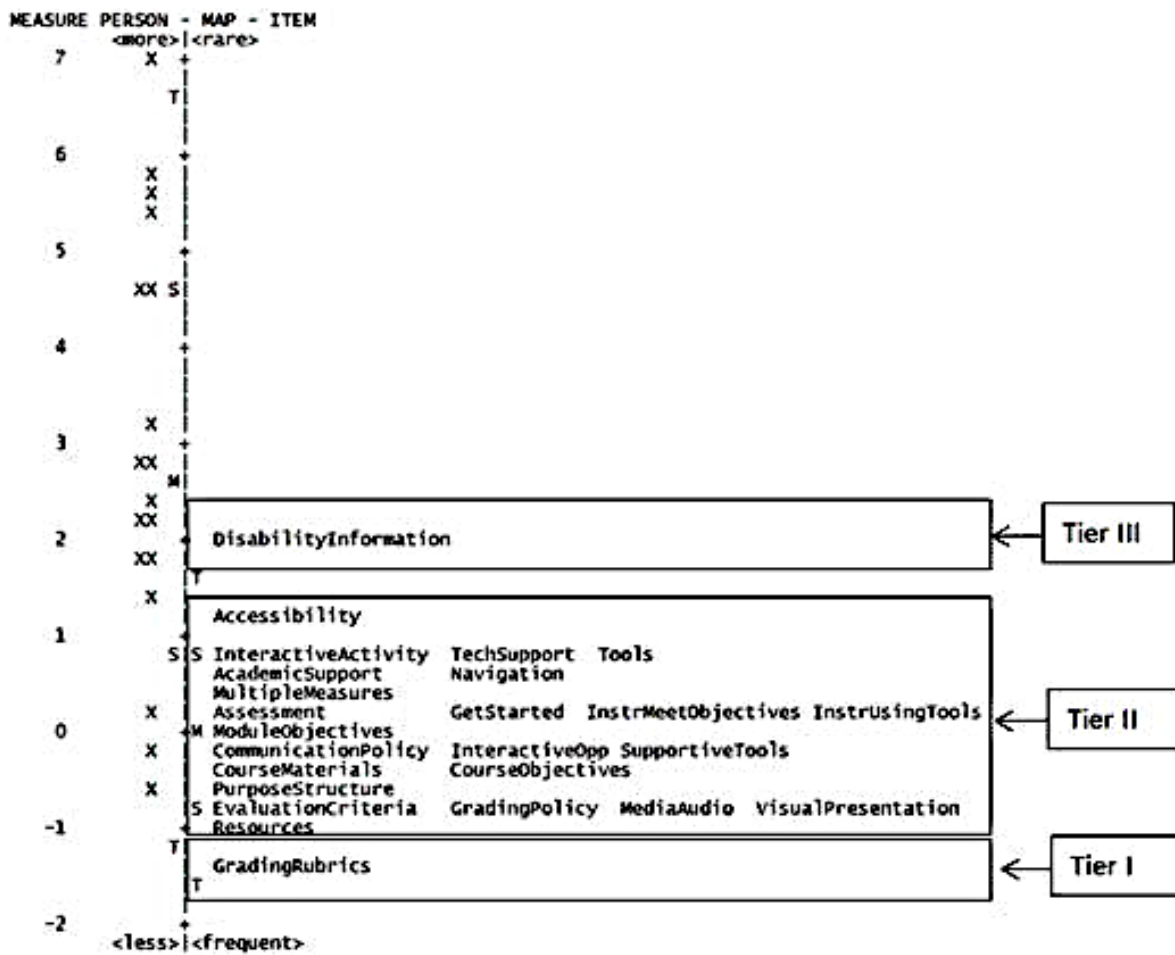 MEASURE PERSON - MAP - ITEM
<more>|<rare>
7 X +
T|
6 +
X |
X |
X |
5 +
XX S|
4 +
X |
3 +
XX |
M|
X |
XX |
2 + DisabilityInformation Tier III
XX |
|T
X |
Accessibility
1 +
S|S InteractiveActivity TechSupport Tools
AcademicSupport Navigation
MultipleMeasures
X | Assessment GetStarted InstrMeetObjectives InstrUsingTools Tier II
0 +M ModuleObjectives
X | CommunicationPolicy InteractiveOpp SupportiveTools
CourseMaterials CourseObjectives
X | PurposeStructure
|S EvaluationCriteria GradingPolicy MediaAudio VisualPresentation
-1 + Resources
T|
GradingRubrics Tier I
|T
-2 +
<less>|<frequent>